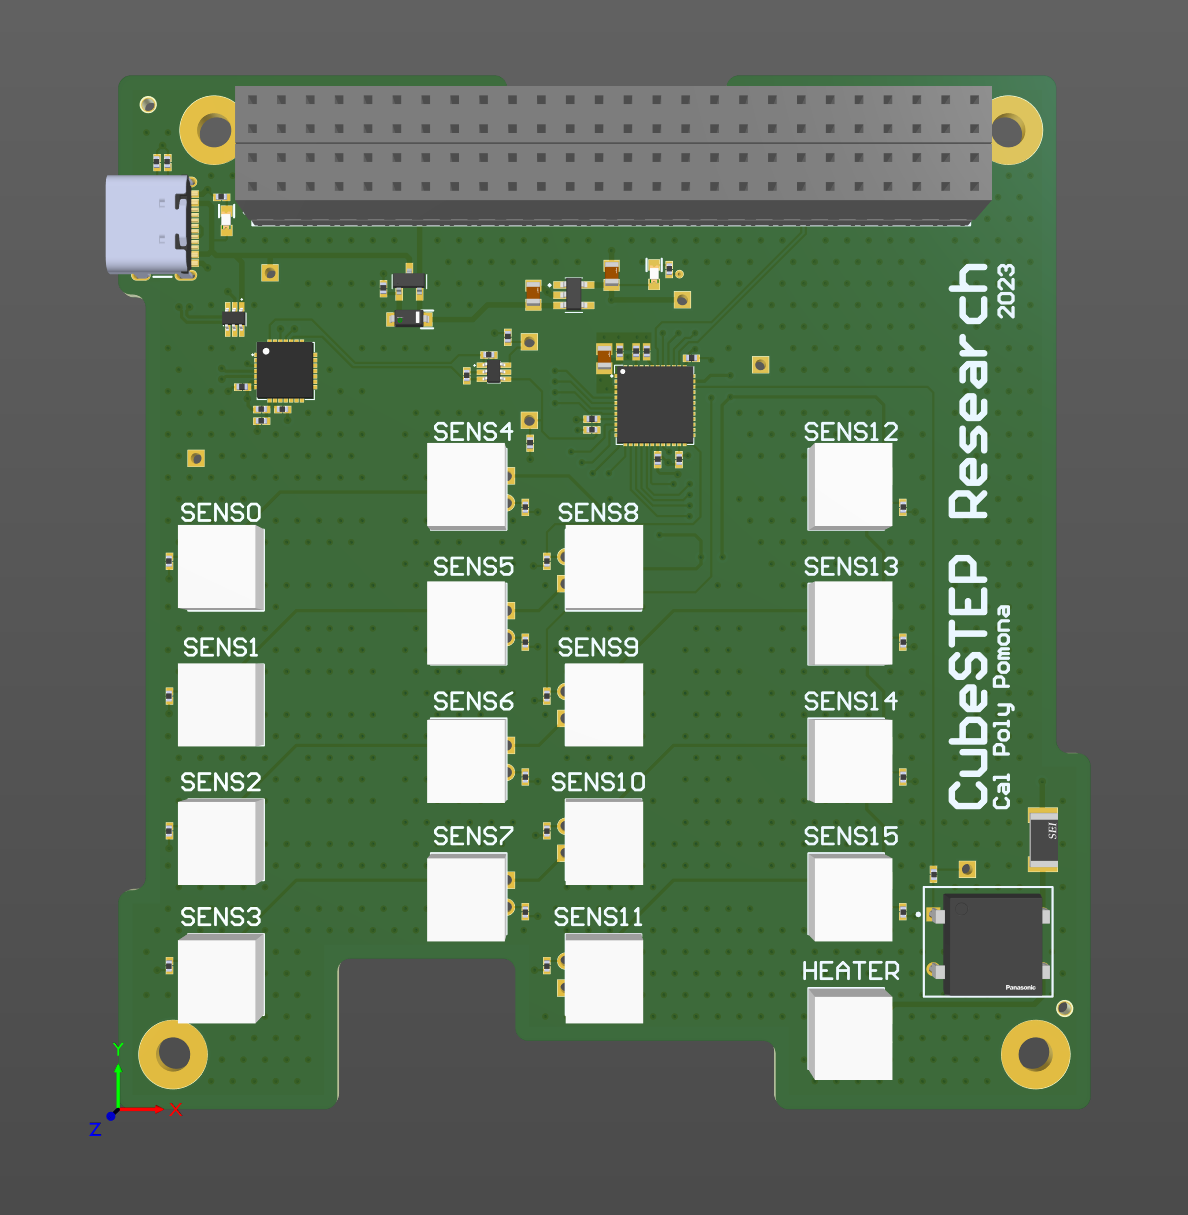 2023
CubeSTEP Research
Cal Poly Pomona
SENS4
SENS12
SENS0
SENS8
SENS5
SENS13
SENS1
SENS9
SENS6
SENS14
SENS2
SENS10
SENS7
SENS15
SEI
SENS3
SENS11
HEATER
Panasonic
Y
X
Z